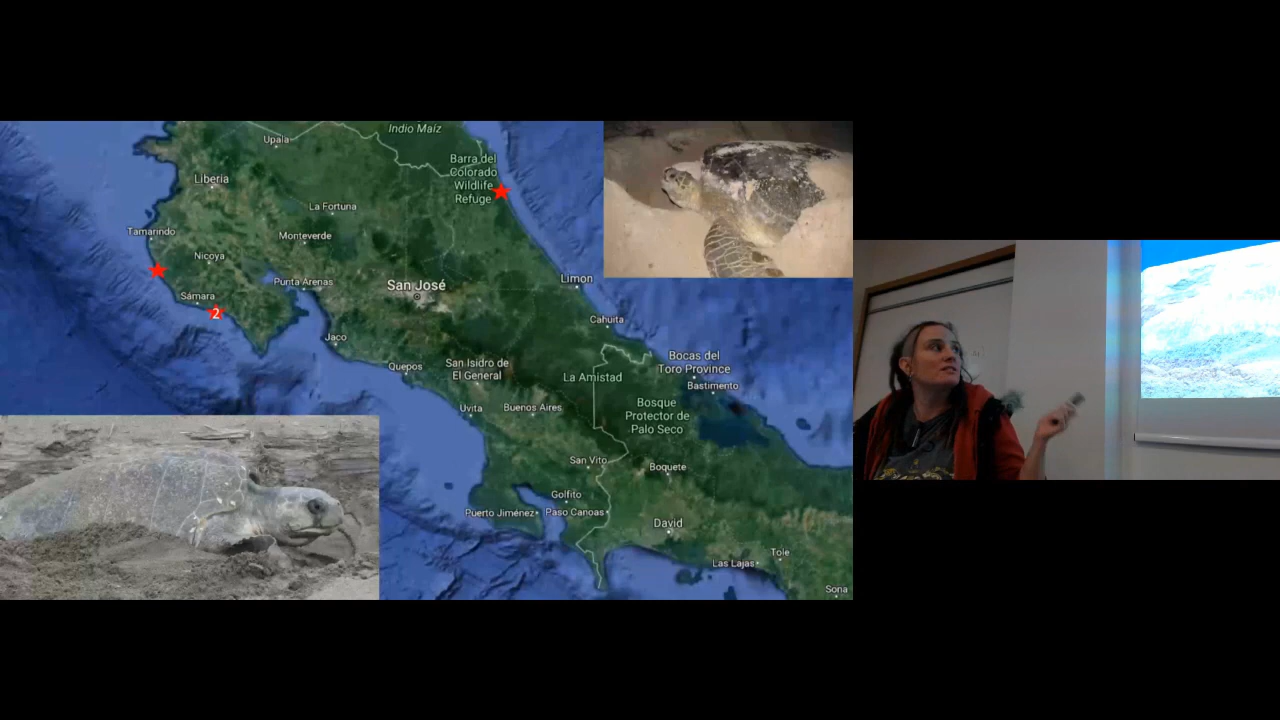 Indio Maíz
Upala
Barra del
Colorado
Wildlife
Refuge
Liberia
La Fortuna
Tamarindo
Monteverde
Nicoya
Limon
Punta Arenas
San José
Sámara
2
Cahuita
Jaco
Bocas del
Toro Province
Quepos
San Isidro de
El General
La Amistad
Bastimento
Bosque
Protector de
Palo Seco
Uvita
Buenos Aires
San Vito
Boquete
Golfito
Puerto Jiménez
Paso Canoas
David
Tole
Las Lajas
Sona